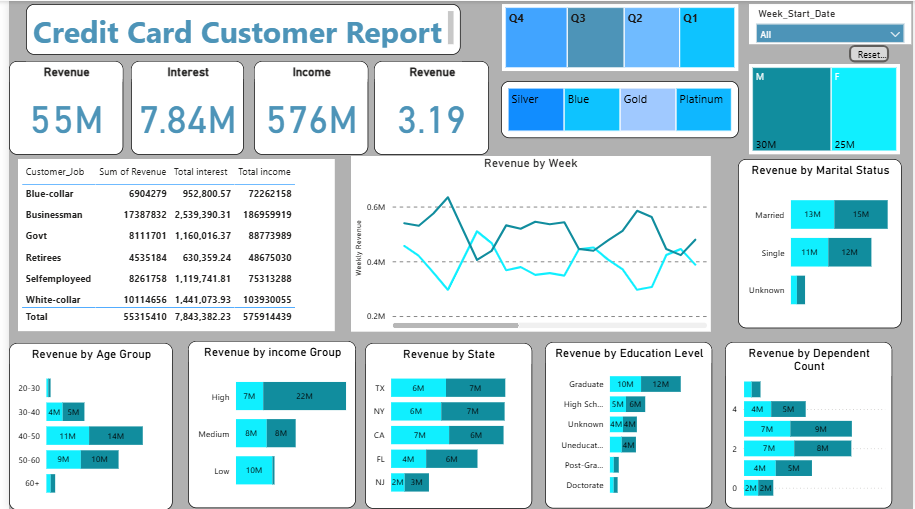 Credit Card Customer Report
Q4 Q3 Q2 Q1
Week_Start_Date
All
Reset...
Revenue
55M
Interest
7.84M
Income
576M
Revenue
3.19
Silver Blue Gold Platinum
M F
30M 25M
Customer_Job Sum of Revenue Total interest Total income
Blue-collar 6904279 952,800.57 72262158
Businesman 17387832 2,539,390.31 186959919
Govt 8111701 1,160,016.37 88773989
Retirees 4535184 630,359.24 48675030
Selfemployeed 8261758 1,119,741.81 75313288
White-collar 10114656 1,441,073.93 103930055
Total 55315410 7,843,382.23 575914439
Revenue by Week
Weekly Revenue
0.6M
0.4M
0.2M
Revenue by Marital Status
Married 13M 15M
Single 11M 12M
Unknown
Revenue by Age Group
20-30
30-40 4M 5M
40-50 11M 14M
50-60 9M 10M
60+
Revenue by income Group
High 7M 22M
Medium 8M 8M
Low 10M
Revenue by State
TX 6M 7M
NY 6M 7M
CA 7M 6M
FL 4M 6M
NJ 2M 3M
Revenue by Education Level
Graduate 10M 12M
High Sch... 5M 6M
Unknown 4M 4M
Uneducat... 4M
Post-Gra...
Doctorate
Revenue by Dependent
Count
4 4M 5M
7M 9M
2 7M 8M
4M 5M
0 2M 2M